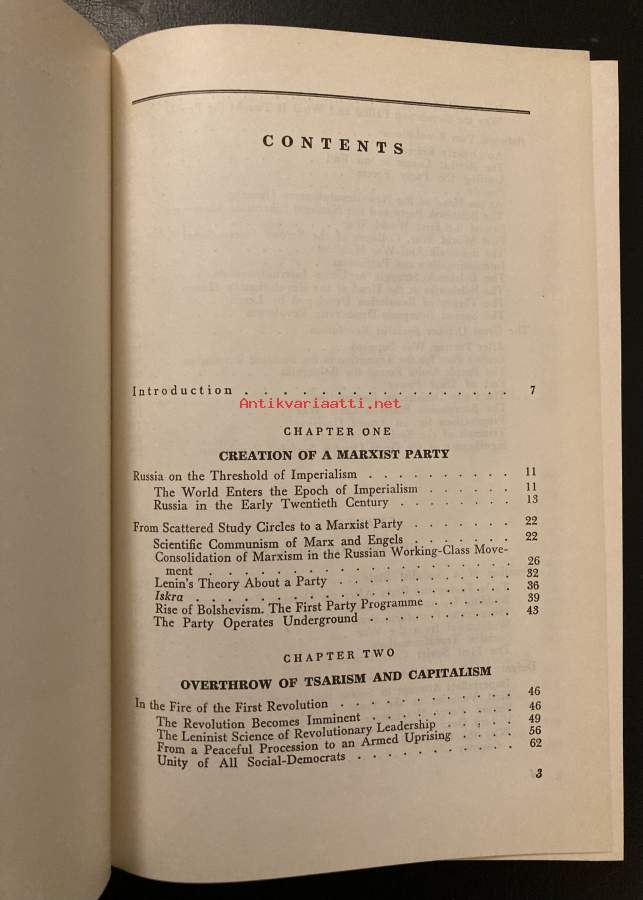 CONTENTS
Introduction . . . . . . . . . . . . . . . . . 7
Antikvariaatti.net
CHAPTER ONE
CREATION OF A MARXIST PARTY
Russia on the Threshold of Imperialism . . . . . . . . . . 11
The World Enters the Epoch of Imperialism . . . . . . 11
Russia in the Early Twentieth Century . . . . . . . 13
From Scattered Study Circles to a Marxist Party . . . . . . . 22
Scientific Communism of Marx and Engels . . . . . . . 22
Consolidation of Marxism in the Russian Working-Class Move-
ment . . . . . . . . . . . . . . . . . 26
Lenin's Theory About a Party . . . . . . . . . . 32
Iskra . . . . . . . . . . . . . . . . . 36
Rise of Bolshevism. The First Party Programme . . . . . 39
The Party Operates Underground . . . . . . . . . 43
CHAPTER TWO
OVERTHROW OF TSARISM AND CAPITALISM
In the Fire of the First Revolution . . . . . . . . . . . 46
The Revolution Becomes Imminent . . . . . . . . . 46
The Leninist Science of Revolutionary Leadership . . . . . 49
From a Peaceful Procession to an Armed Uprising . . . . 56
Unity of All Social-Democrats . . . . . . . . . . 62
3